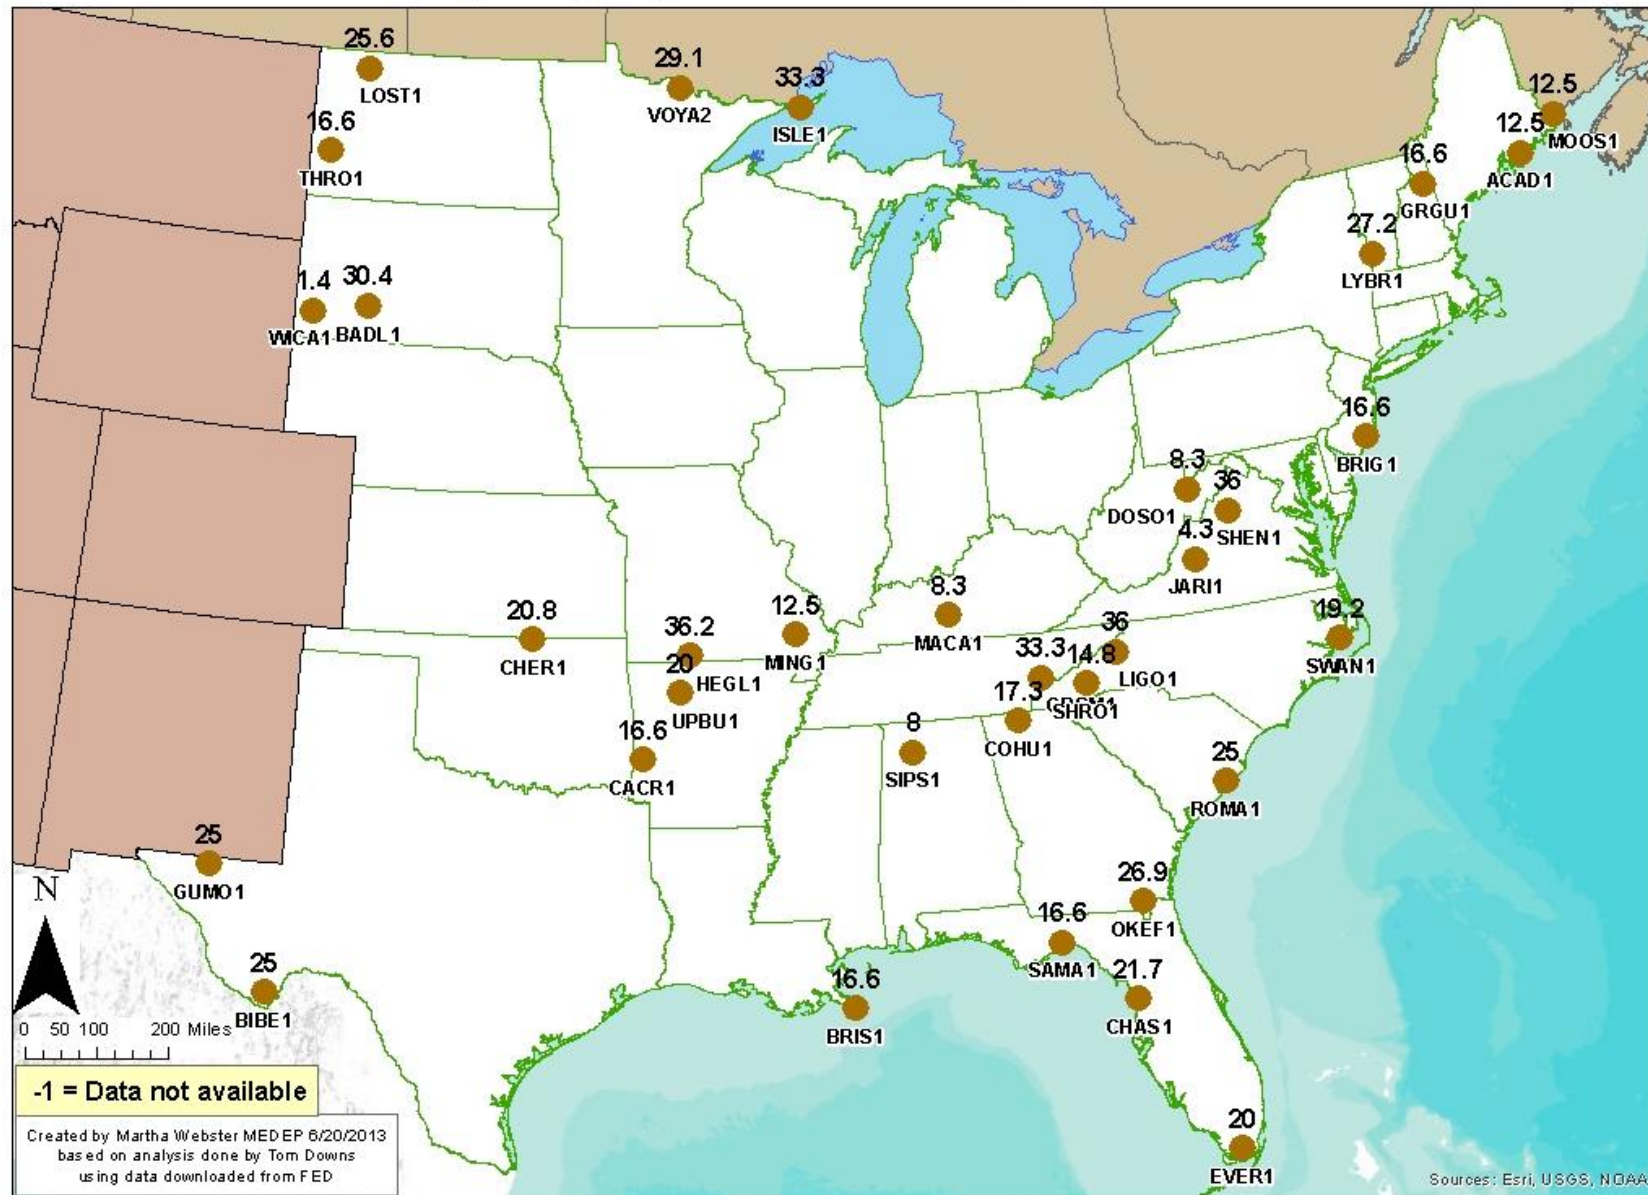 25.6
LOST1
29.1
VOYA2
33.3
ISLE1
12.5
MOOS1
12.5
ACAD1
16.6
THRO1
16.6
GRGU1
27.2
LYBR1
1.4
WICA1
30.4
BADL1
16.6
BRIG1
8.3
DOSO1
36
SHEN1
4.3
JARI1
8.3
MACA1
12.5
MING1
20.8
CHER1
36.2
HEGL1
20
UPBU1
36
LIGO1
33.3
14.8
SHRO1
17.3
COHU1
19.2
SWAN1
16.6
CACR1
8
SIPS1
25
ROMA1
25
GUMO1
26.9
OKEF1
16.6
SAMA1
21.7
CHAS1
25
BIBE1
16.6
BRIS1
20
EVER1
N
0 50 100 200 Miles
-1 = Data not available
Created by Martha Webster MEDEP 6/20/2013
based on analysis done by Tom Downs
using data downloaded from FED
Sources: Esri, USGS, NOAA